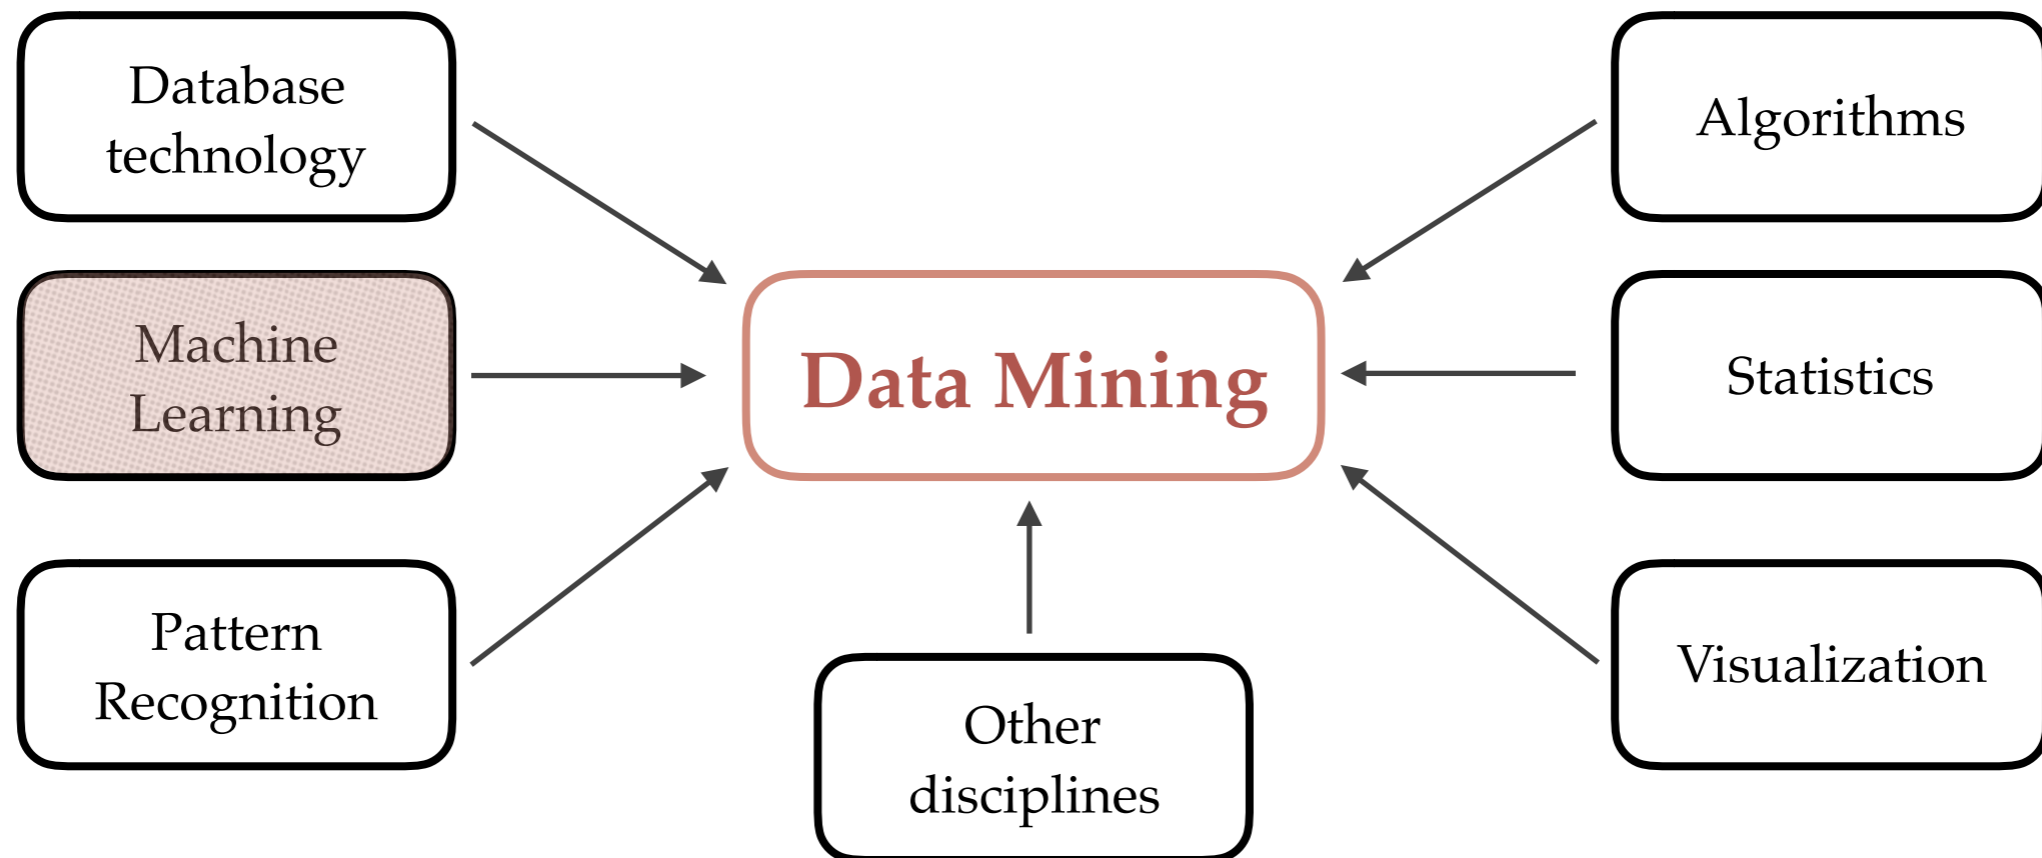 Database
technology
Machine
Learning
Pattern
Recognition
Data Mining
Other
disciplines
Algorithms
Statistics
Visualization